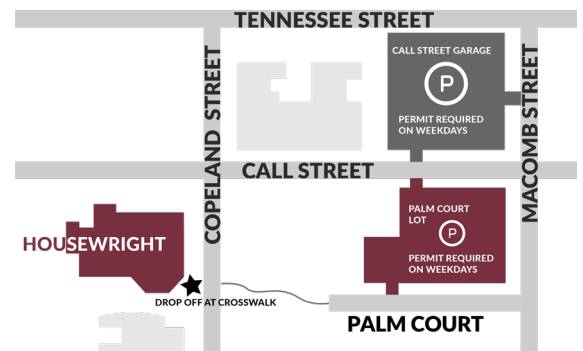 TENNESSEE STREET
COPELAND STREET
CALL STREET GARAGE
P
PERMIT REQUIRED
ON WEEKDAYS
MACOMB STREET
CALL STREET
HOUSEWRIGHT
PALM COURT
LOT
P
PERMIT REQUIRED
ON WEEKDAYS
DROP OFF AT CROSSWALK
PALM COURT